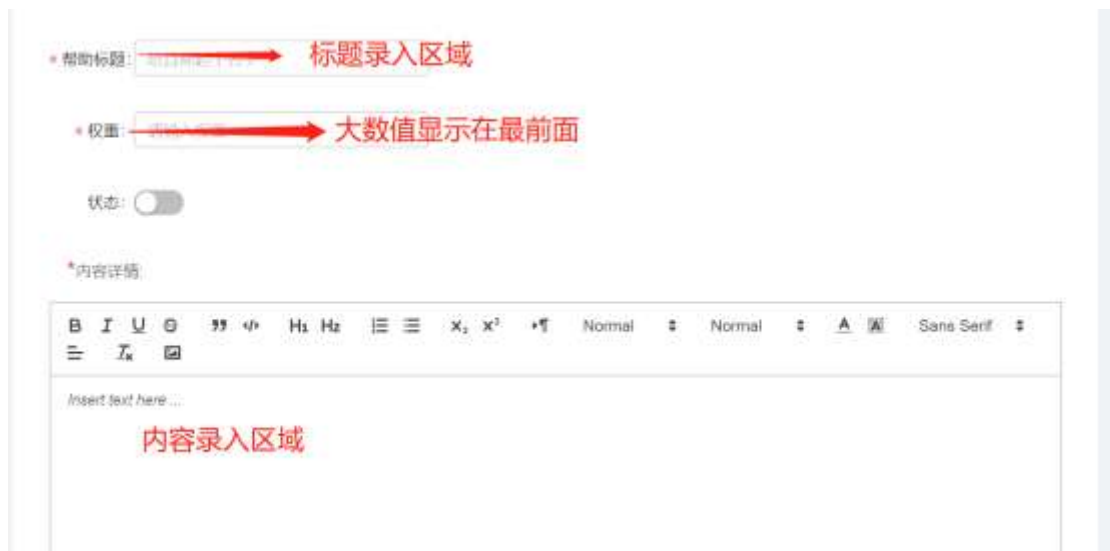 * 帮助标题: 标题录入区域
* 权重: 大数值显示在最前面
状态:
*内容详情
B I U S ❞ </> H₁ H₂ X₂ X² ¶ Normal Normal A A Sans Serif
Tx
Insert text here ...
内容录入区域